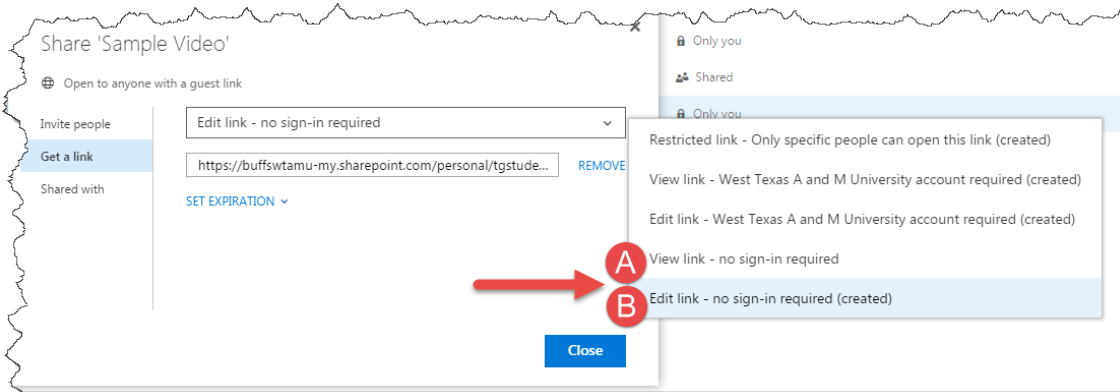 Share 'Sample Video'
Open to anyone with a guest link
Invite people
Get a link
Shared with
Edit link - no sign-in required
https://buffswtamu-my.sharepoint.com/personal/tgstude...
REMOVE
SET EXPIRATION
Close
Only you
Shared
Only you
Restricted link - Only specific people can open this link (created)
View link - West Texas A and M University account required (created)
Edit link - West Texas A and M University account required (created)
A
View link - no sign-in required
B
Edit link - no sign-in required (created)